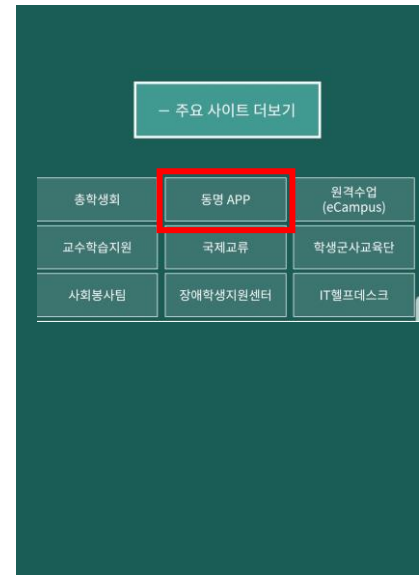 – 주요 사이트 더보기
총학생회 동명 APP 원격수업
(eCampus)
교수학습지원 국제교류 학생군사교육단
사회봉사팀 장애학생지원센터 IT헬프데스크